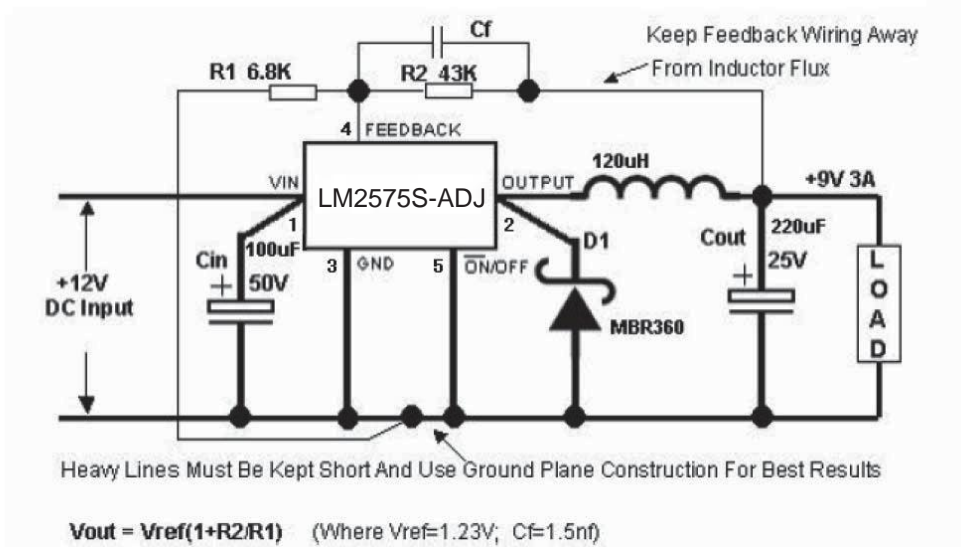 Cf
Keep Feedback Wiring Away
From Inductor Flux
R1 6.8K
R2 43K
4 FEEDBACK
120uH
VIN
LM2575S-ADJ
OUTPUT
+9V 3A
1
2
100uF
D1
220uF
Cin
3 GND
5 ON/OFF
Cout
+ 50V
+ 25V
+12V
DC Input
MBR360
LOAD
Heavy Lines Must Be Kept Short And Use Ground Plane Construction For Best Results
Vout = Vref(1+R2/R1) (Where Vref=1.23V; Cf=1.5nf)